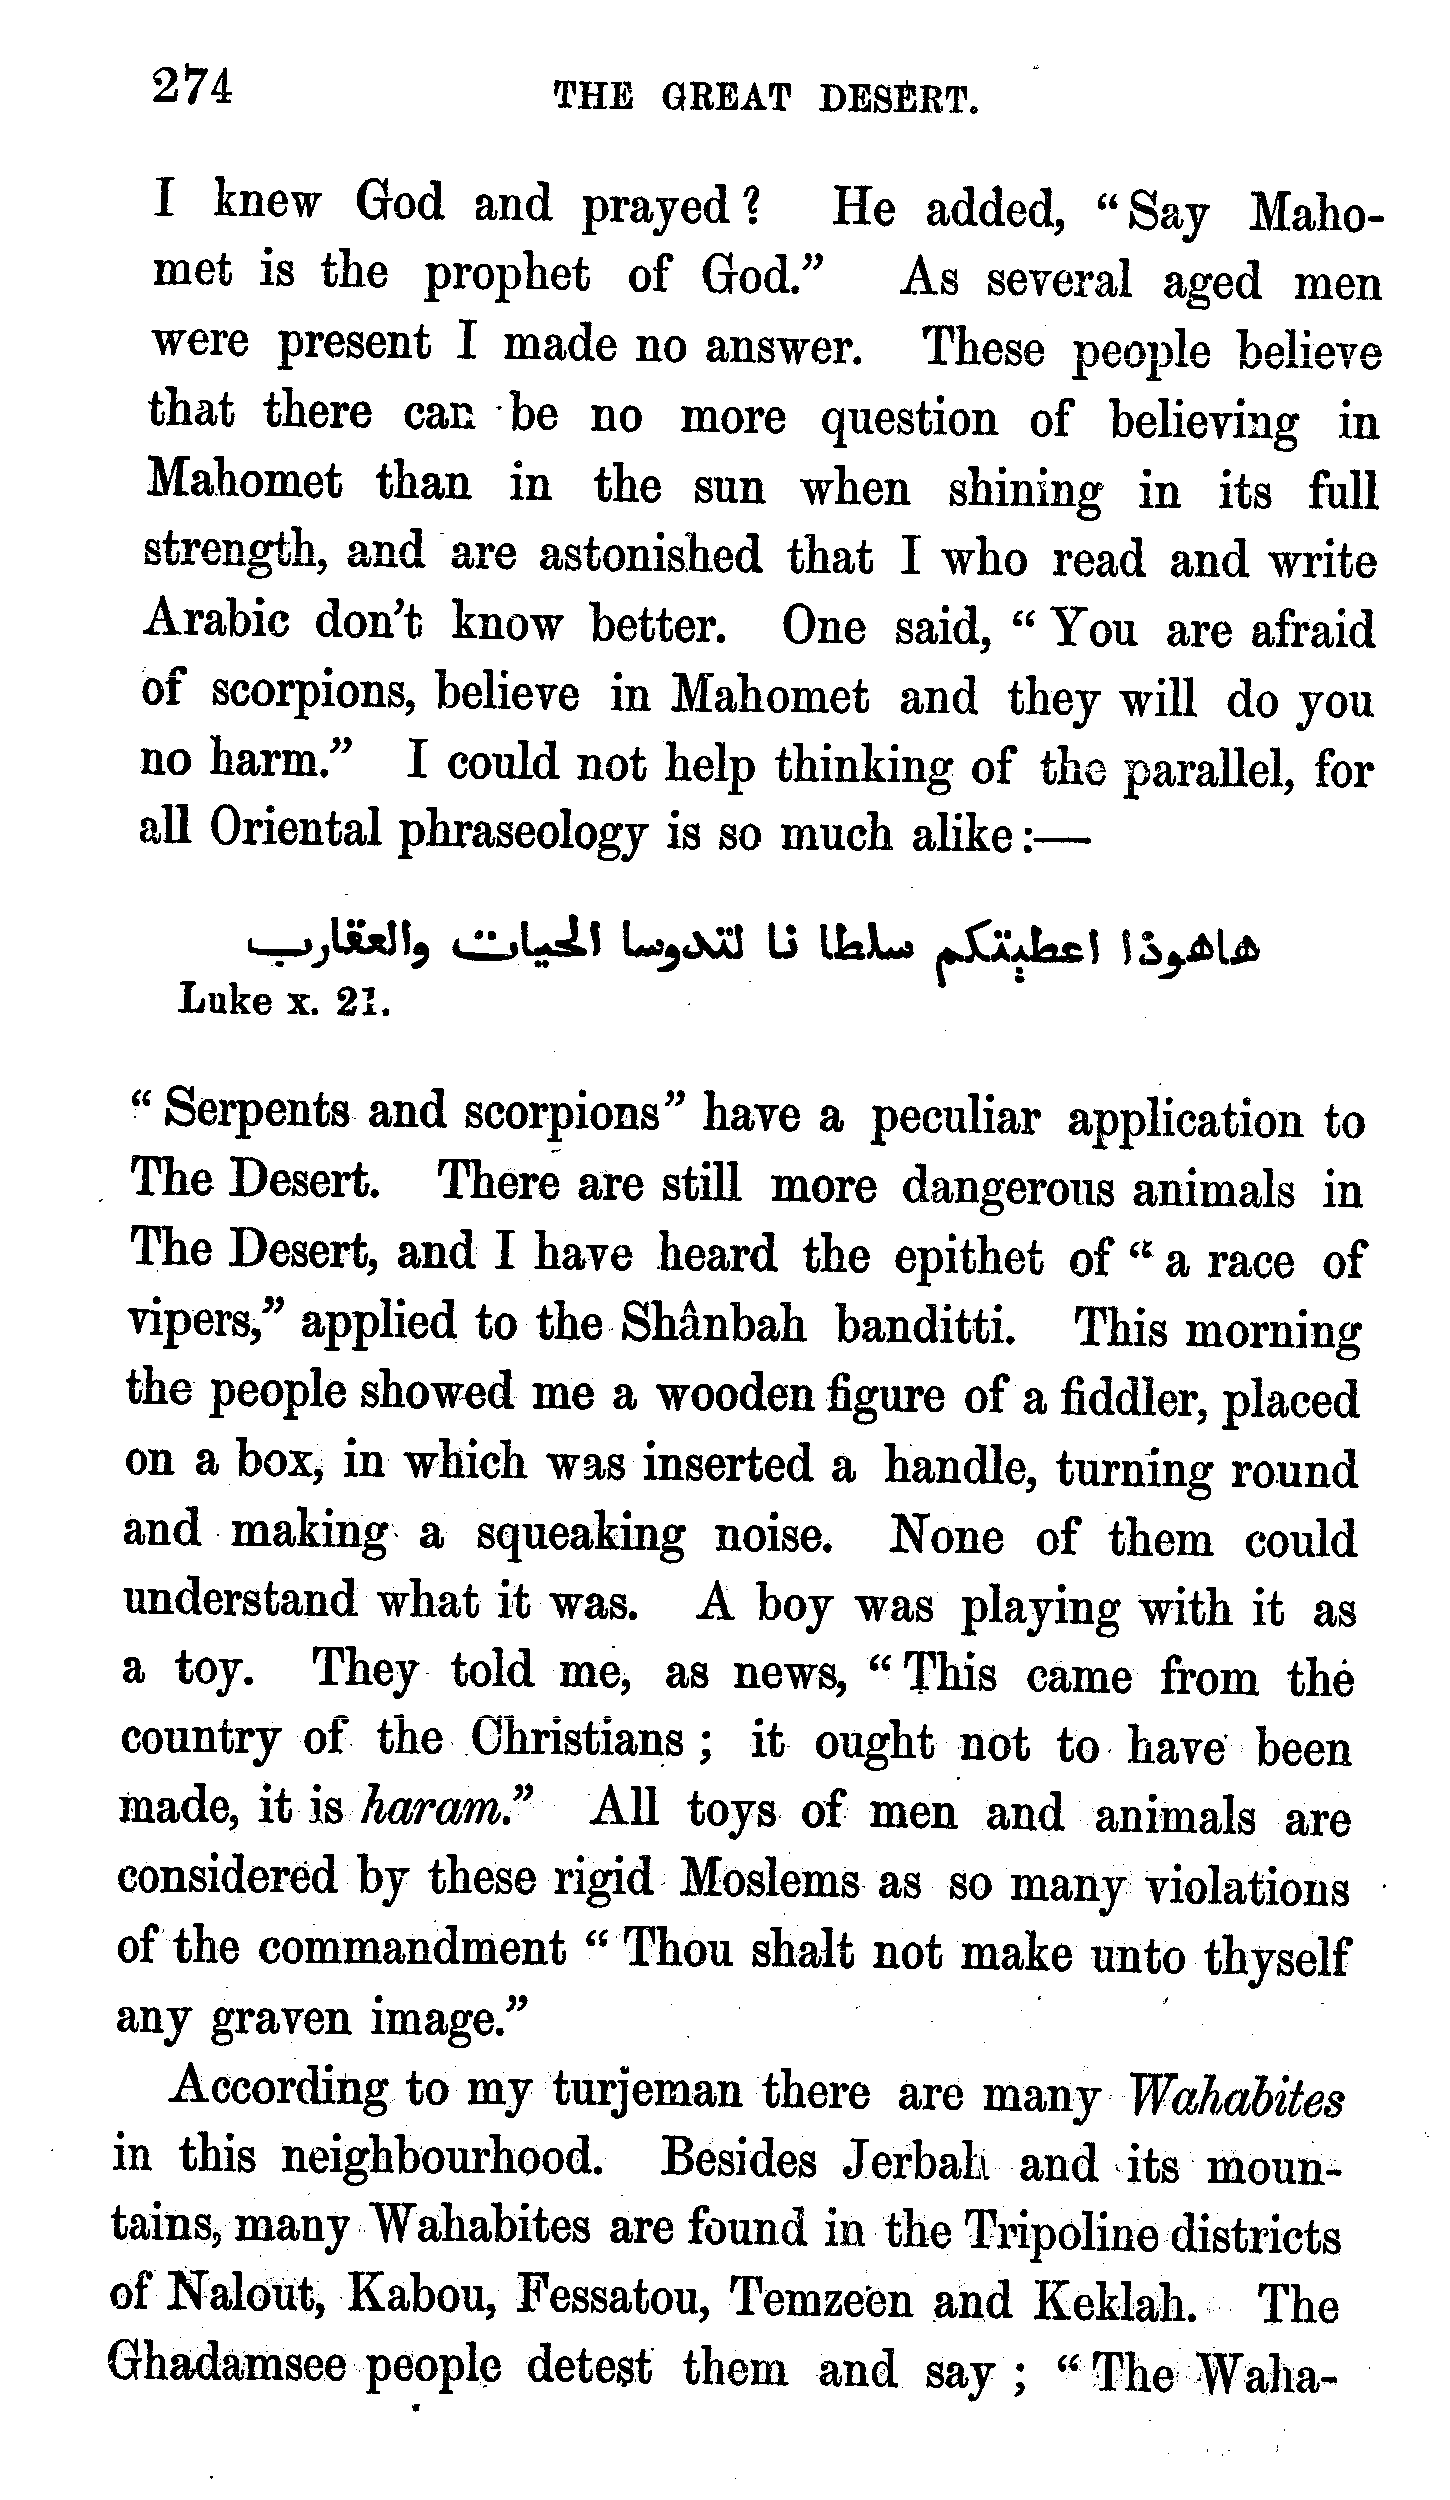 274 THE GREAT DESERT.
I knew God and prayed? He added, “Say Maho-
met is the prophet of God.” As several aged men
were present I made no answer. These people believe
that there can be no more question of believing in
Mahomet than in the sun when shining in its full
strength, and are astonished that I who read and write
Arabic don't know better. One said, “You are afraid
of scorpions, believe in Mahomet and they will do you
no harm.” I could not help thinking of the parallel, for
all Oriental phraseology is so much alike:—
هاهوذا اعطيتكم سلطا نا لتدوسا الحيات والعقارب
Luke x. 21.
“Serpents and scorpions” have a peculiar application to
The Desert. There are still more dangerous animals in
The Desert, and I have heard the epithet of “a race of
vipers,” applied to the Shânbah banditti. This morning
the people showed me a wooden figure of a fiddler, placed
on a box, in which was inserted a handle, turning round
and making a squeaking noise. None of them could
understand what it was. A boy was playing with it as
a toy. They told me, as news, “This came from the
country of the Christians; it ought not to have been
made, it is haram.” All toys of men and animals are
considered by these rigid Moslems as so many violations
of the commandment “Thou shalt not make unto thyself
any graven image.”
According to my turjeman there are many Wahabites
in this neighbourhood. Besides Jerbah and its moun-
tains, many Wahabites are found in the Tripoline districts
of Nalout, Kabou, Fessatou, Temzeen and Keklah. The
Ghadamsee people detest them and say; “The Waha-